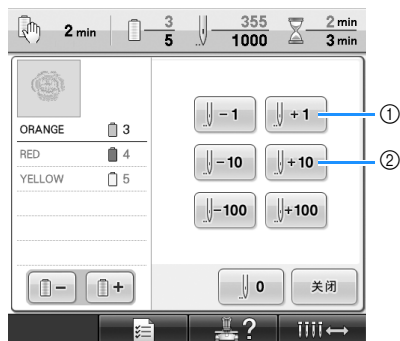 2 min 3 5 355 1000 2 min 3 min
ORANGE 3
RED 4
YELLOW 5
- 1 + 1 ①
- 10 + 10 ②
-100 +100
- + 0 关闭
?